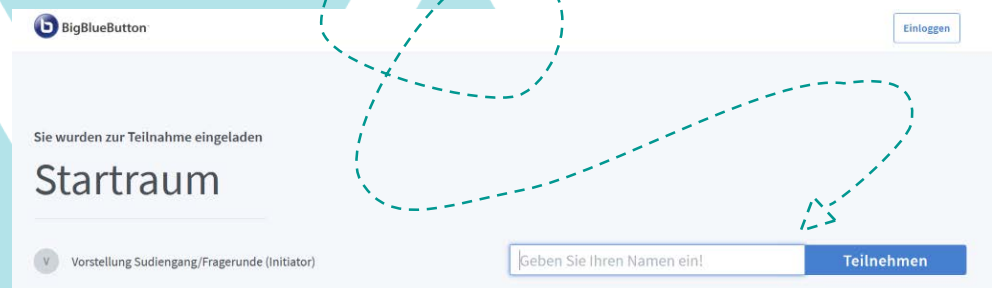 b BigBlueButton
Einloggen
Sie wurden zur Teilnahme eingeladen
Startraum
V Vorstellung Sudiengang/Fragerunde (Initiator)
Geben Sie Ihren Namen ein! Teilnehmen